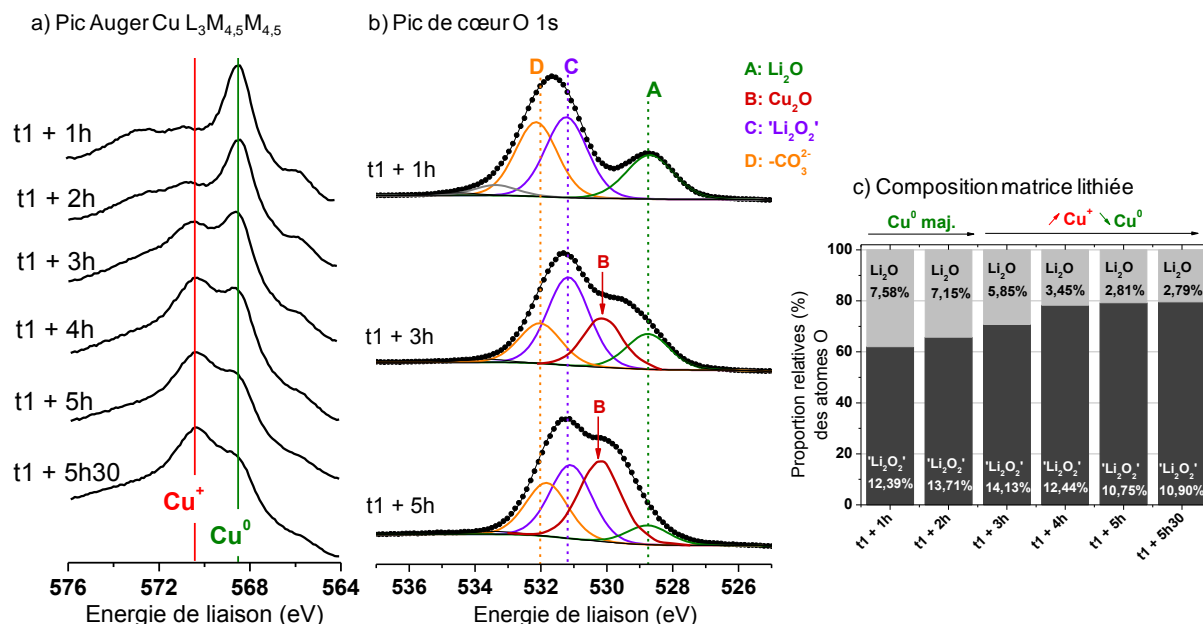 a) Pic Auger Cu L₃M₄,₅M₄,₅
t1 + 1h
t1 + 2h
t1 + 3h
t1 + 4h
t1 + 5h
t1 + 5h30
Cu⁺
Cu⁰
576 572 568 564
Energie de liaison (eV)
b) Pic de cœur O 1s
D C A
A: Li₂O
B: Cu₂O
C: 'Li₂O₂'
D: -CO₃²⁻
t1 + 1h
B
t1 + 3h
B
t1 + 5h
536 534 532 530 528 526
Energie de liaison (eV)
c) Composition matrice lithiée
Cu⁰ maj. ↗ Cu⁺ ↘ Cu⁰
Proportion relatives (%)
des atomes O
100
80
60
40
20
0
Li₂O Li₂O Li₂O Li₂O Li₂O Li₂O
7,58% 7,15% 5,85% 3,45% 2,81% 2,79%
'Li₂O₂' 'Li₂O₂' 'Li₂O₂' 'Li₂O₂' 'Li₂O₂' 'Li₂O₂'
12,39% 13,71% 14,13% 12,44% 10,75% 10,90%
t1 + 1h t1 + 2h t1 + 3h t1 + 4h t1 + 5h t1 + 5h30